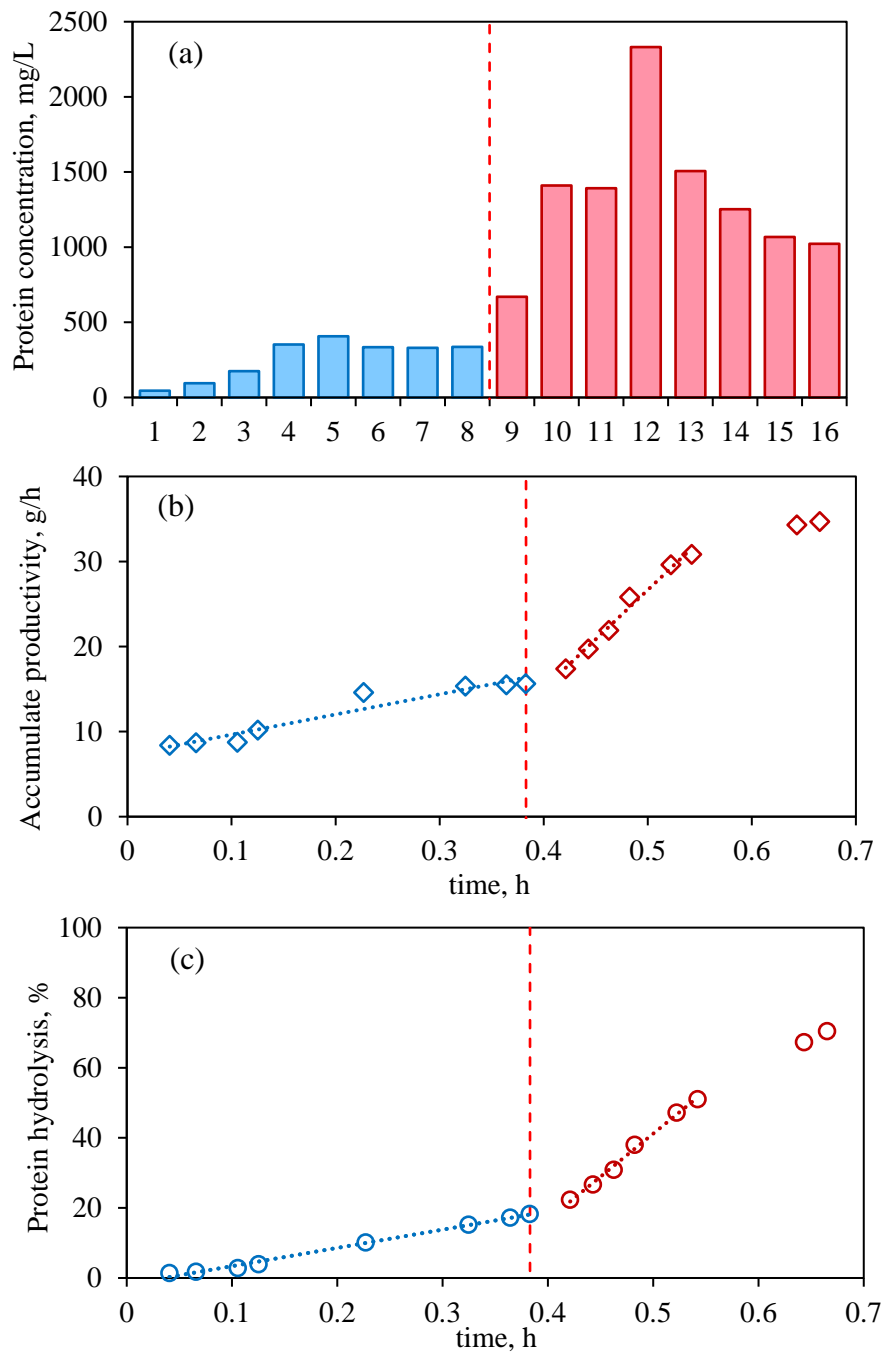 (a)
Protein concentration, mg/L
2500
2000
1500
1000
500
0
1 2 3 4 5 6 7 8 9 10 11 12 13 14 15 16
(b)
Accumulate productivity, g/h
40
30
20
10
0
0 0.1 0.2 0.3 0.4 0.5 0.6 0.7
time, h
(c)
Protein hydrolysis, %
100
80
60
40
20
0
0 0.1 0.2 0.3 0.4 0.5 0.6 0.7
time, h